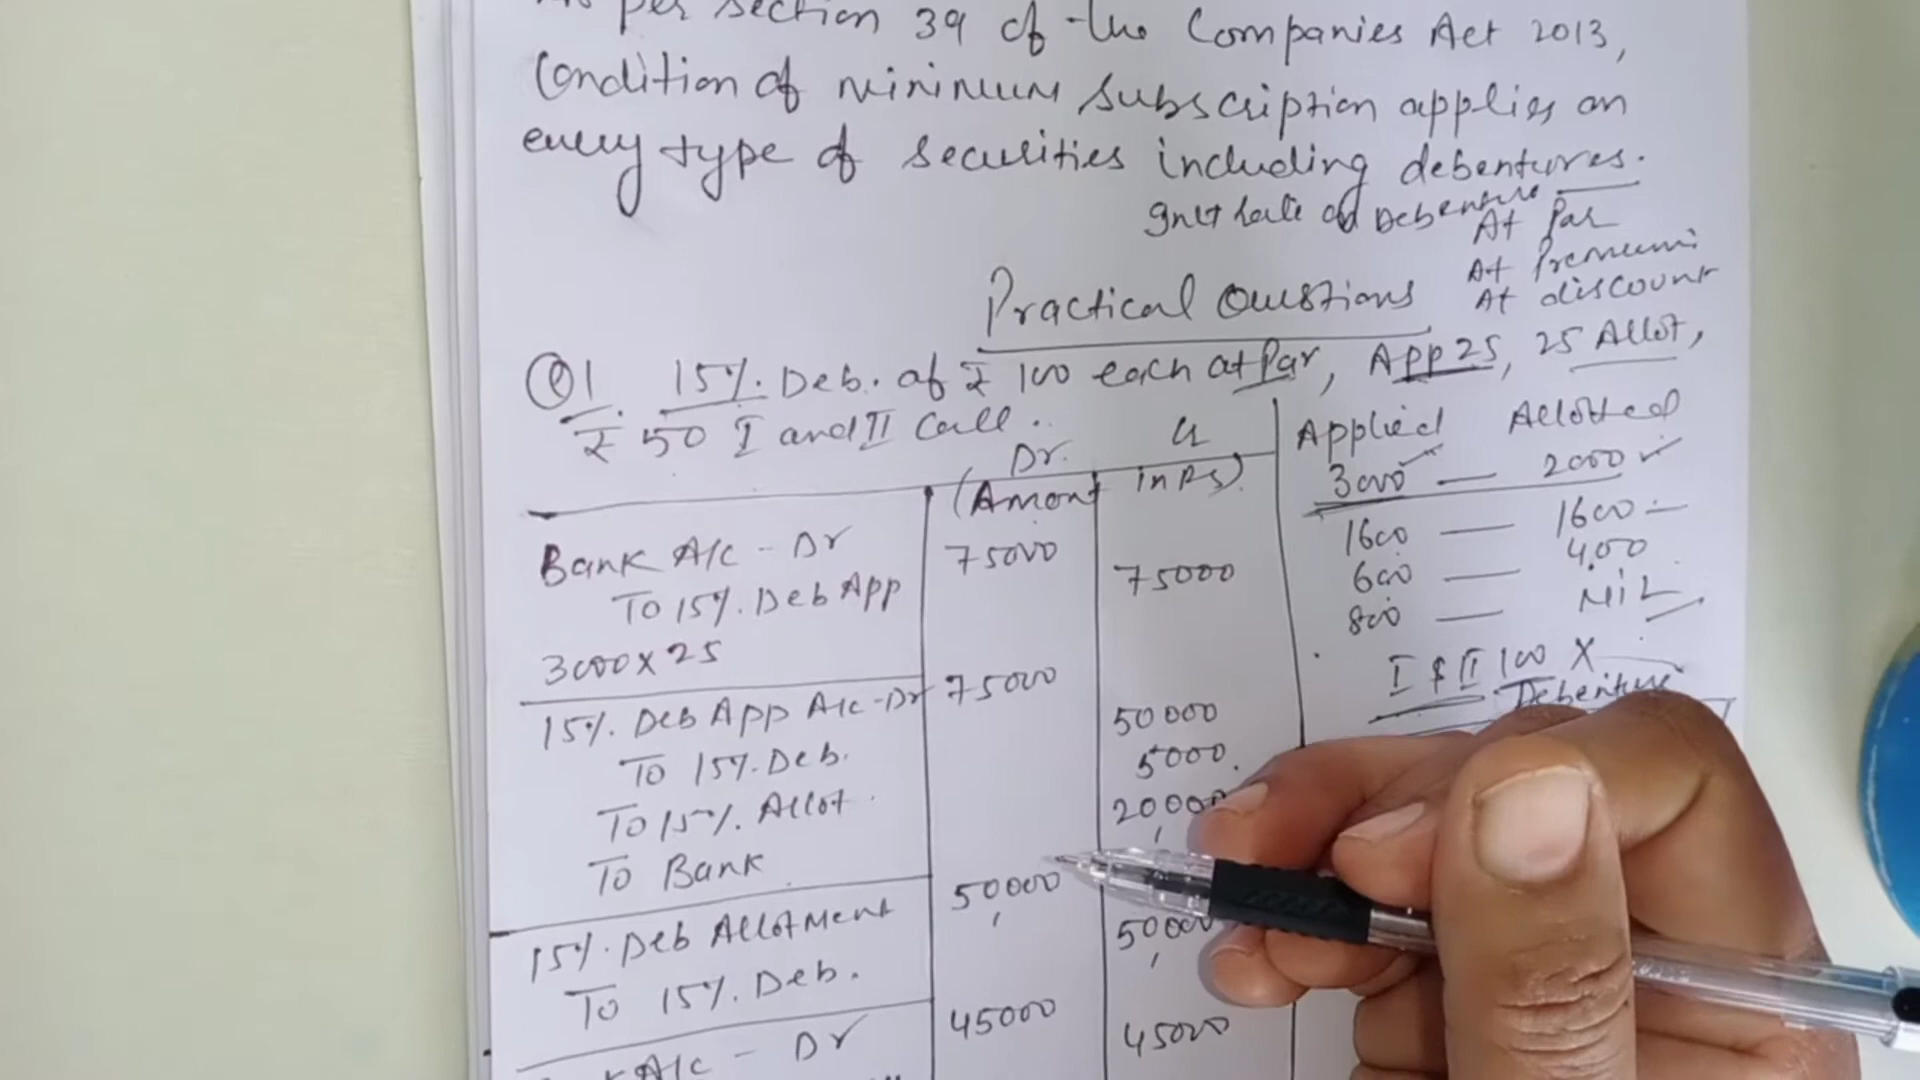 per Section 39 of the Companies Act 2013,
Condition of minimum subscription applies on
every type of securities including debentures.
At Par
At Premium
At discount
Practical Questions
Q1. 15% Deb. of ₹ 100 each at Par, App 25, 25 Allot,
₹ 50 I and II Call.
Dr. Cr
(Amont in Rs).
Bank A/c - Dr 75000
To 15% Deb App 75000
3000 x 25
15% Deb App A/c - Dr 75000
To 15% Deb. 50000
To 15% Allot. 5000.
To Bank 20000
15% Deb Allotment 50000
To 15% Deb. 50000
A/c - Dr 45000
45000
Applied Allotted
3000 — 2000
1600 — 1600
600 — 400
800 — NIL
I & II 100 X
Debenture